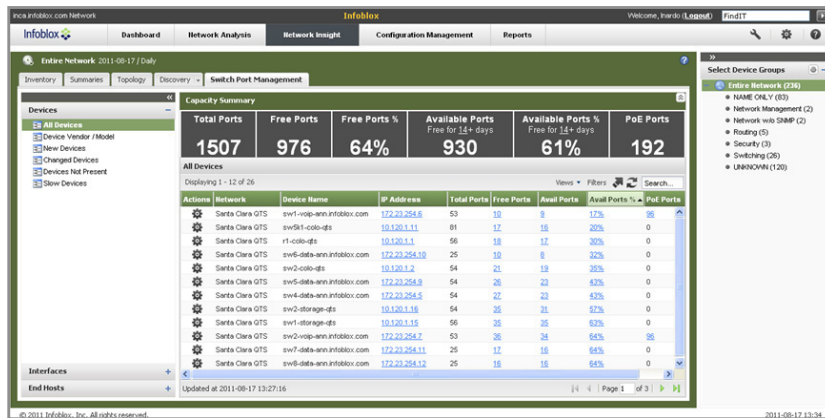 inca.infoblox.com Network Infoblox Welcome, lnardo (Logout) FindIT
Infoblox Dashboard Network Analysis Network Insight Configuration Management Reports
Entire Network 2011-08-17 / Daily
Inventory Summaries Topology Discovery Switch Port Management
Devices
All Devices
Device Vendor / Model
New Devices
Changed Devices
Devices Not Present
Slow Devices
Interfaces
End Hosts
Capacity Summary
Total Ports Free Ports Free Ports % Available Ports Available Ports % PoE Ports
Free for 14+ days Free for 14+ days
1507 976 64% 930 61% 192
All Devices
Displaying 1 - 12 of 26 Views Filters Search...
Actions Network Device Name IP Address Total Ports Free Ports Avail Ports Avail Ports % PoE Ports
Santa Clara QTS sw1-voip-ann.infoblox.com 172.23.254.6 53 10 9 17% 96
Santa Clara QTS sw5k1-colo-qts 10.120.1.11 81 17 16 20% 0
Santa Clara QTS r1-colo-qts 10.120.1.1 56 18 17 30% 0
Santa Clara QTS sw6-data-ann.infoblox.com 172.23.254.10 25 10 8 32% 0
Santa Clara QTS sw2-colo-qts 10.120.1.2 54 21 19 35% 0
Santa Clara QTS sw5-data-ann.infoblox.com 172.23.254.9 54 26 23 43% 0
Santa Clara QTS sw4-data-ann.infoblox.com 172.23.254.5 54 27 23 43% 0
Santa Clara QTS sw2-storage-qts 10.120.1.16 54 35 31 57% 0
Santa Clara QTS sw1-storage-qts 10.120.1.15 56 35 35 63% 0
Santa Clara QTS sw2-voip-ann.infoblox.com 172.23.254.7 53 36 34 64% 96
Santa Clara QTS sw7-data-ann.infoblox.com 172.23.254.11 25 17 16 64% 0
Santa Clara QTS sw8-data-ann.infoblox.com 172.23.254.12 25 16 16 64% 0
Updated at 2011-08-17 13:27:16 Page 1 of 3
Select Device Groups
Entire Network (236)
NAME ONLY (83)
Network Management (2)
Network w/o SNMP (2)
Routing (5)
Security (3)
Switching (26)
UNKNOWN (120)
© 2011 Infoblox, Inc. All rights reserved. 2011-08-17 13:34